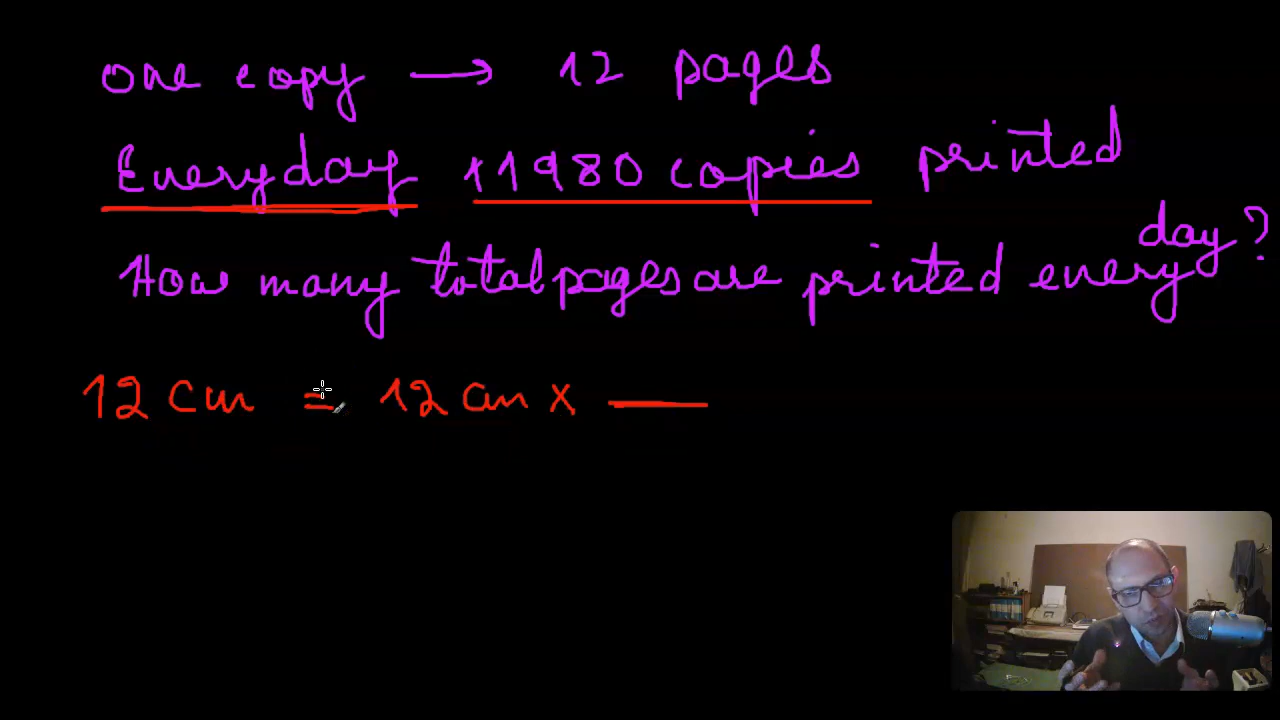 one copy → 12 pages
Everyday 11980 copies printed
How many total pages are printed every day?
12 cm = 12 cm x ___